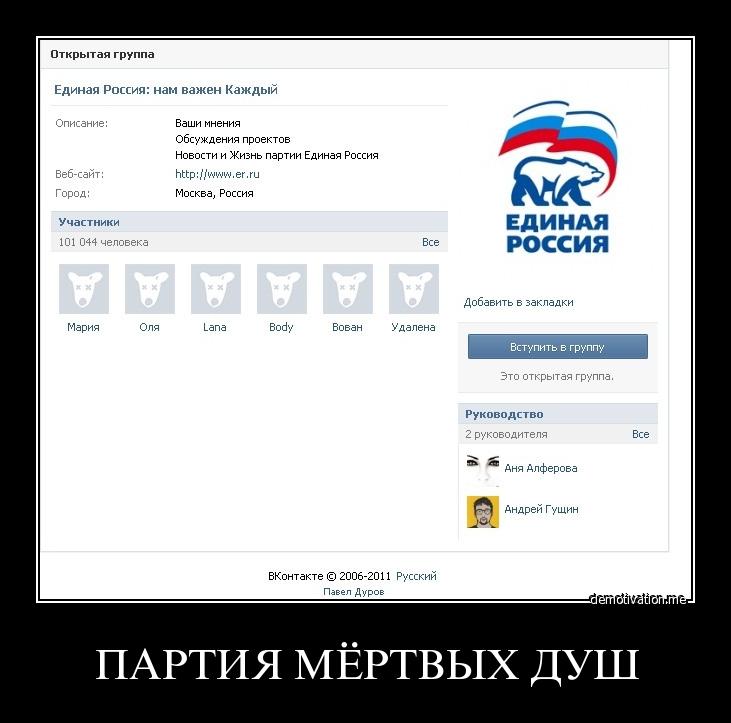 Открытая группа
Единая Россия: нам важен Каждый
Описание: Ваши мнения
Обсуждения проектов
Новости и Жизнь партии Единая Россия
Веб-сайт: http://www.er.ru
Город: Москва, Россия
Участники
101 044 человека Все
Мария Оля Lana Body Вован Удалена
ЕДИНАЯ
РОССИЯ
Добавить в закладки
Вступить в группу
Это открытая группа.
Руководство
2 руководителя Все
Аня Алферова
Андрей Гущин
ВКонтакте © 2006-2011 Русский
Павел Дуров
demotivation.me
ПАРТИЯ МЁРТВЫХ ДУШ